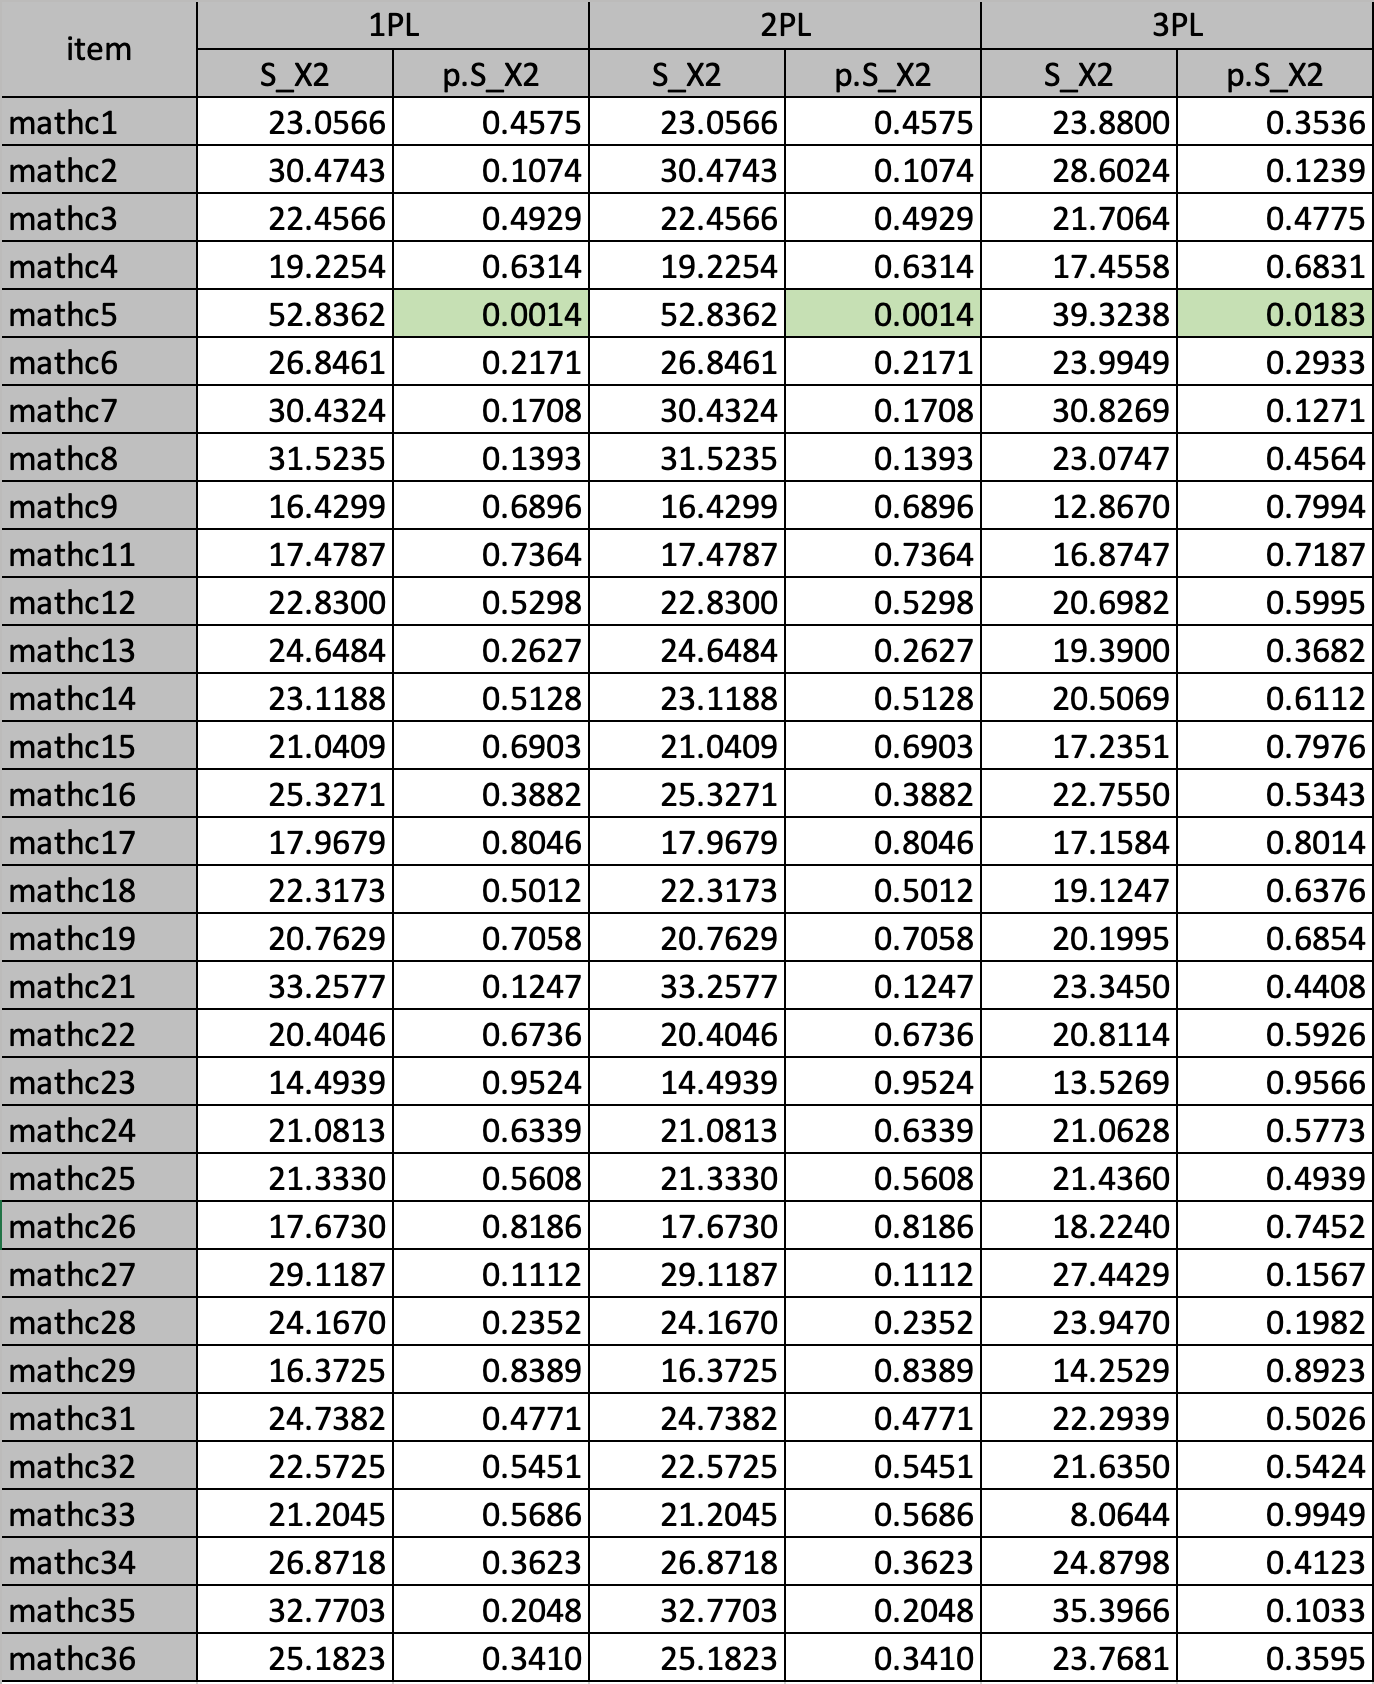 item 1PL 2PL 3PL
S_X2 p.S_X2 S_X2 p.S_X2 S_X2 p.S_X2
mathc1 23.0566 0.4575 23.0566 0.4575 23.8800 0.3536
mathc2 30.4743 0.1074 30.4743 0.1074 28.6024 0.1239
mathc3 22.4566 0.4929 22.4566 0.4929 21.7064 0.4775
mathc4 19.2254 0.6314 19.2254 0.6314 17.4558 0.6831
mathc5 52.8362 0.0014 52.8362 0.0014 39.3238 0.0183
mathc6 26.8461 0.2171 26.8461 0.2171 23.9949 0.2933
mathc7 30.4324 0.1708 30.4324 0.1708 30.8269 0.1271
mathc8 31.5235 0.1393 31.5235 0.1393 23.0747 0.4564
mathc9 16.4299 0.6896 16.4299 0.6896 12.8670 0.7994
mathc11 17.4787 0.7364 17.4787 0.7364 16.8747 0.7187
mathc12 22.8300 0.5298 22.8300 0.5298 20.6982 0.5995
mathc13 24.6484 0.2627 24.6484 0.2627 19.3900 0.3682
mathc14 23.1188 0.5128 23.1188 0.5128 20.5069 0.6112
mathc15 21.0409 0.6903 21.0409 0.6903 17.2351 0.7976
mathc16 25.3271 0.3882 25.3271 0.3882 22.7550 0.5343
mathc17 17.9679 0.8046 17.9679 0.8046 17.1584 0.8014
mathc18 22.3173 0.5012 22.3173 0.5012 19.1247 0.6376
mathc19 20.7629 0.7058 20.7629 0.7058 20.1995 0.6854
mathc21 33.2577 0.1247 33.2577 0.1247 23.3450 0.4408
mathc22 20.4046 0.6736 20.4046 0.6736 20.8114 0.5926
mathc23 14.4939 0.9524 14.4939 0.9524 13.5269 0.9566
mathc24 21.0813 0.6339 21.0813 0.6339 21.0628 0.5773
mathc25 21.3330 0.5608 21.3330 0.5608 21.4360 0.4939
mathc26 17.6730 0.8186 17.6730 0.8186 18.2240 0.7452
mathc27 29.1187 0.1112 29.1187 0.1112 27.4429 0.1567
mathc28 24.1670 0.2352 24.1670 0.2352 23.9470 0.1982
mathc29 16.3725 0.8389 16.3725 0.8389 14.2529 0.8923
mathc31 24.7382 0.4771 24.7382 0.4771 22.2939 0.5026
mathc32 22.5725 0.5451 22.5725 0.5451 21.6350 0.5424
mathc33 21.2045 0.5686 21.2045 0.5686 8.0644 0.9949
mathc34 26.8718 0.3623 26.8718 0.3623 24.8798 0.4123
mathc35 32.7703 0.2048 32.7703 0.2048 35.3966 0.1033
mathc36 25.1823 0.3410 25.1823 0.3410 23.7681 0.3595